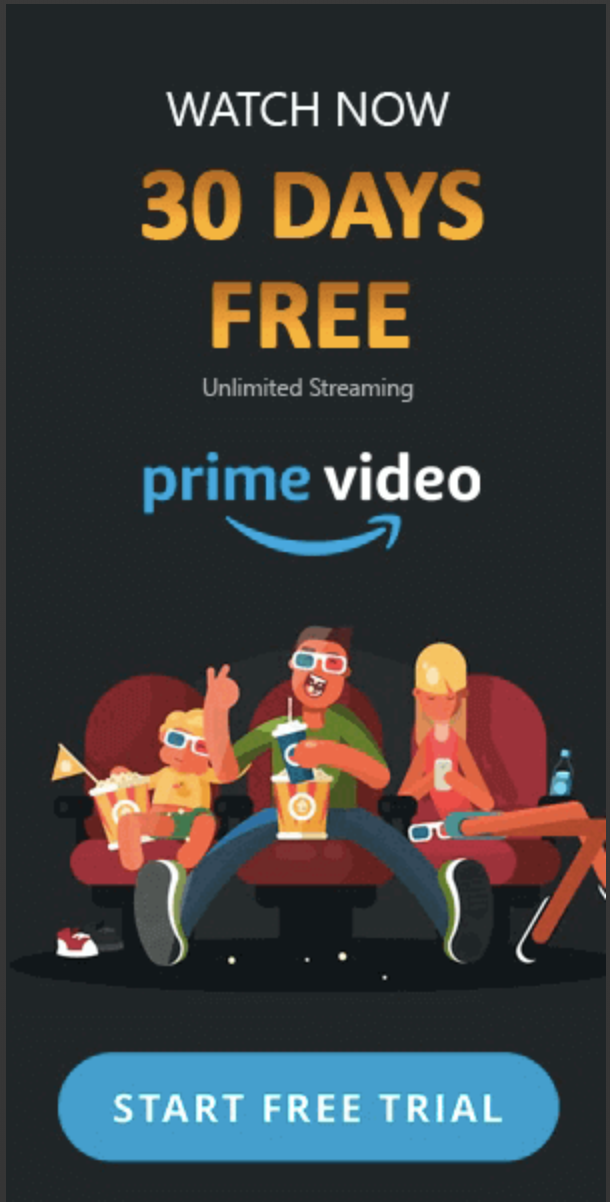 WATCH NOW
30 DAYS
FREE
Unlimited Streaming
prime video
START FREE TRIAL